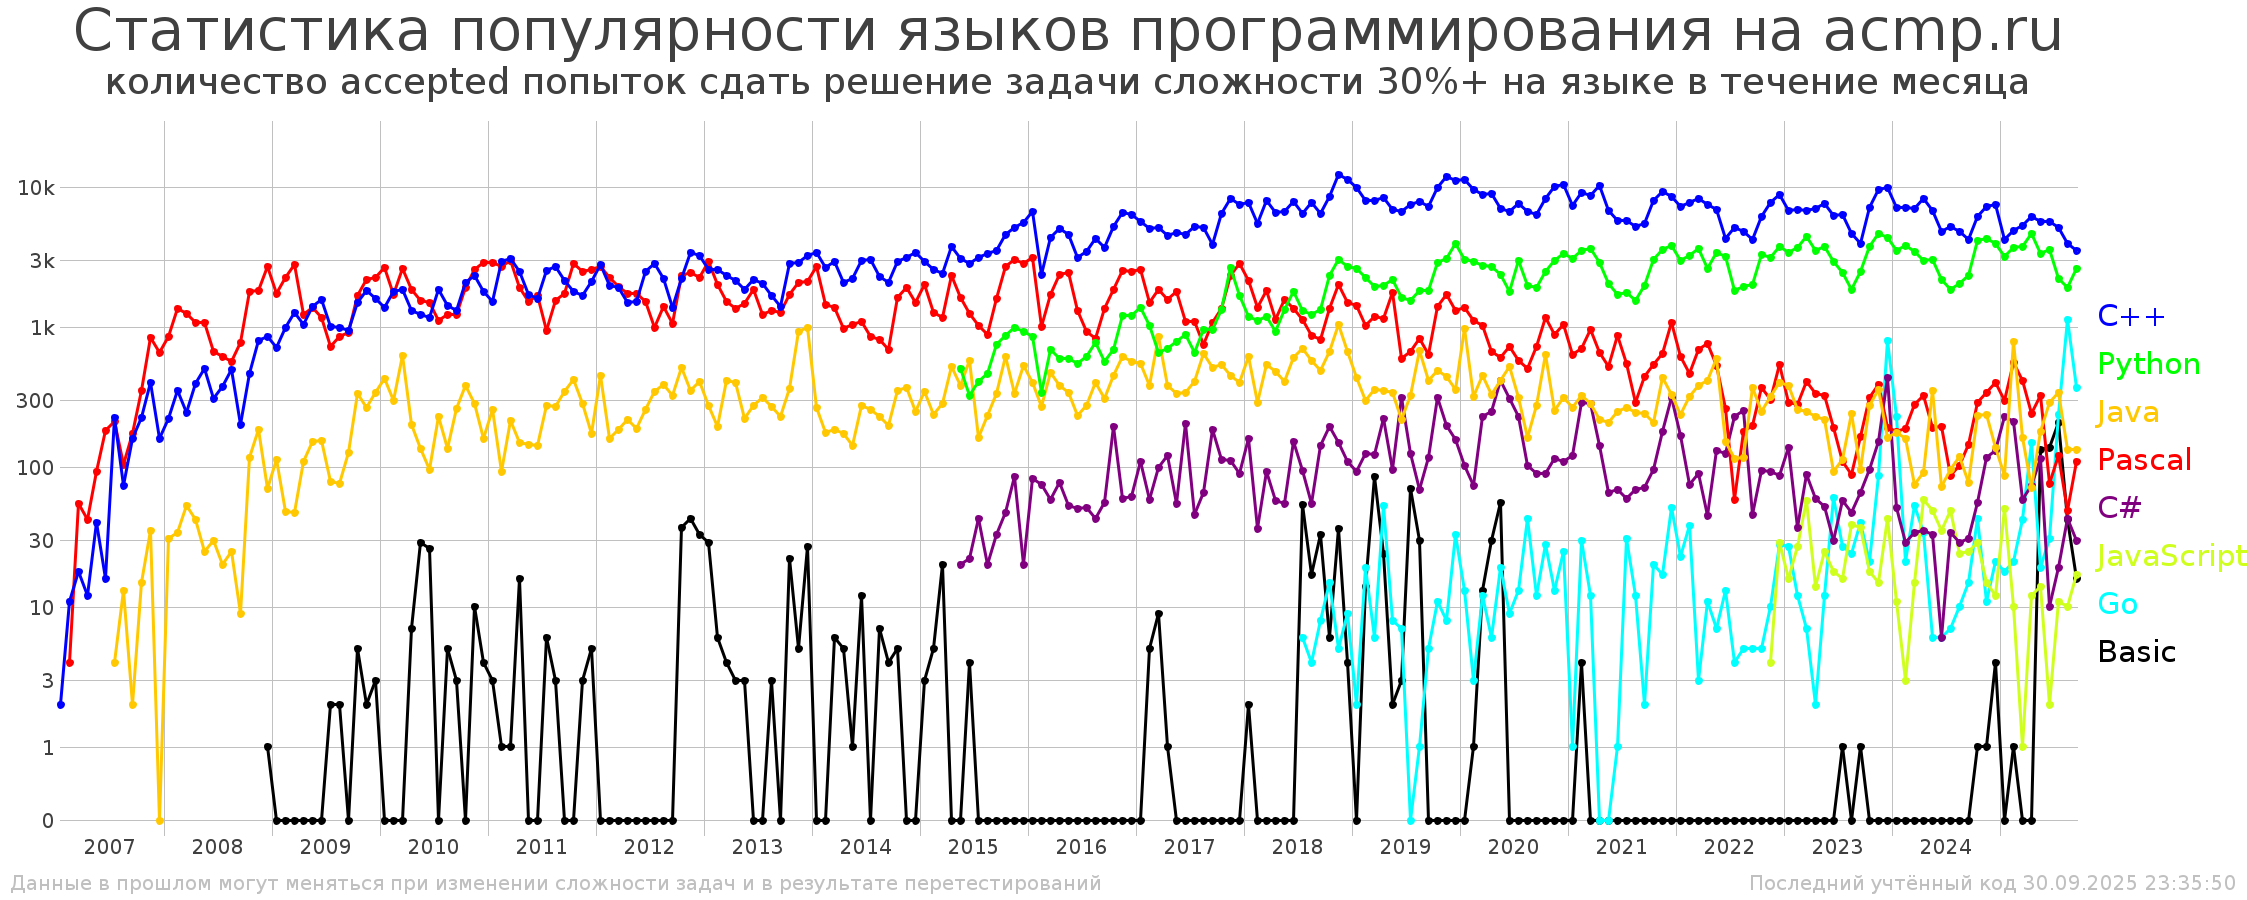 Статистика популярности языков программирования на acmp.ru
количество accepted попыток сдать решение задачи сложности 30%+ на языке в течение месяца
10k
3k
1k
300
100
30
10
3
1
0
2007 2008 2009 2010 2011 2012 2013 2014 2015 2016 2017 2018 2019 2020 2021 2022 2023 2024
C++
Python
Java
Pascal
C#
JavaScript
Go
Basic
Данные в прошлом могут меняться при изменении сложности задач и в результате перетестирований
Последний учтённый код 30.09.2025 23:35:50